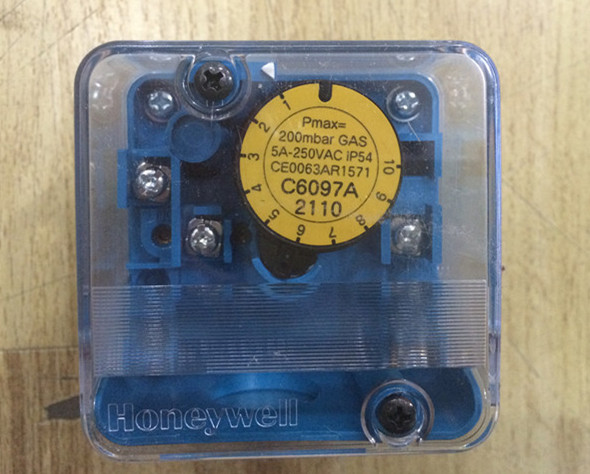 Pmax=
200mbar GAS
5A-250VAC IP54
CE0063AR1571
C6097A
2110
1
2
3
4
5
6
7
8
10
Honeywell